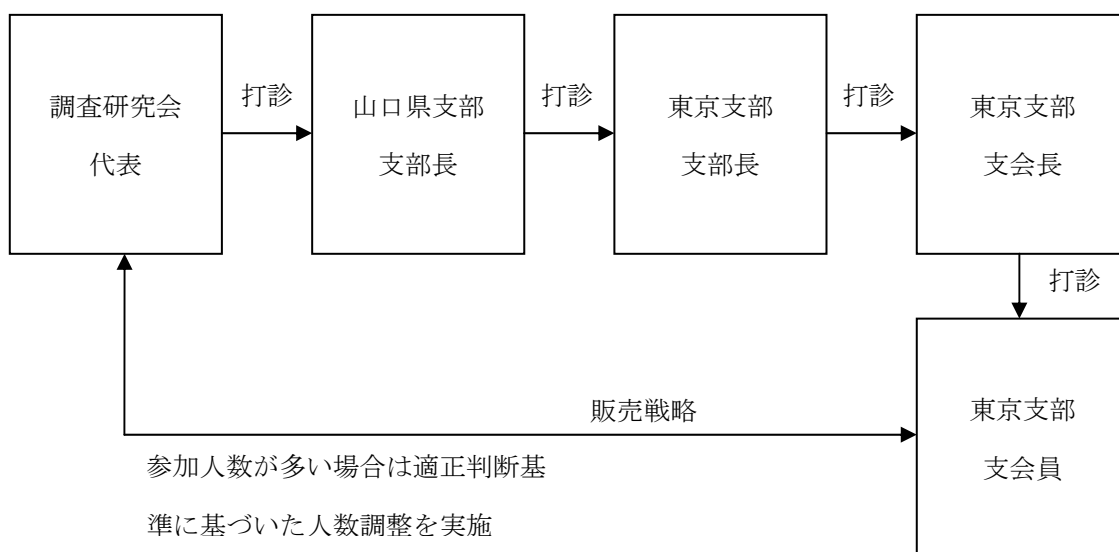 調査研究会
代表
打診
山口県支部
支部長
打診
東京支部
支部長
打診
東京支部
支会長
打診
東京支部
支会員
販売戦略
参加人数が多い場合は適正判断基
準に基づいた人数調整を実施